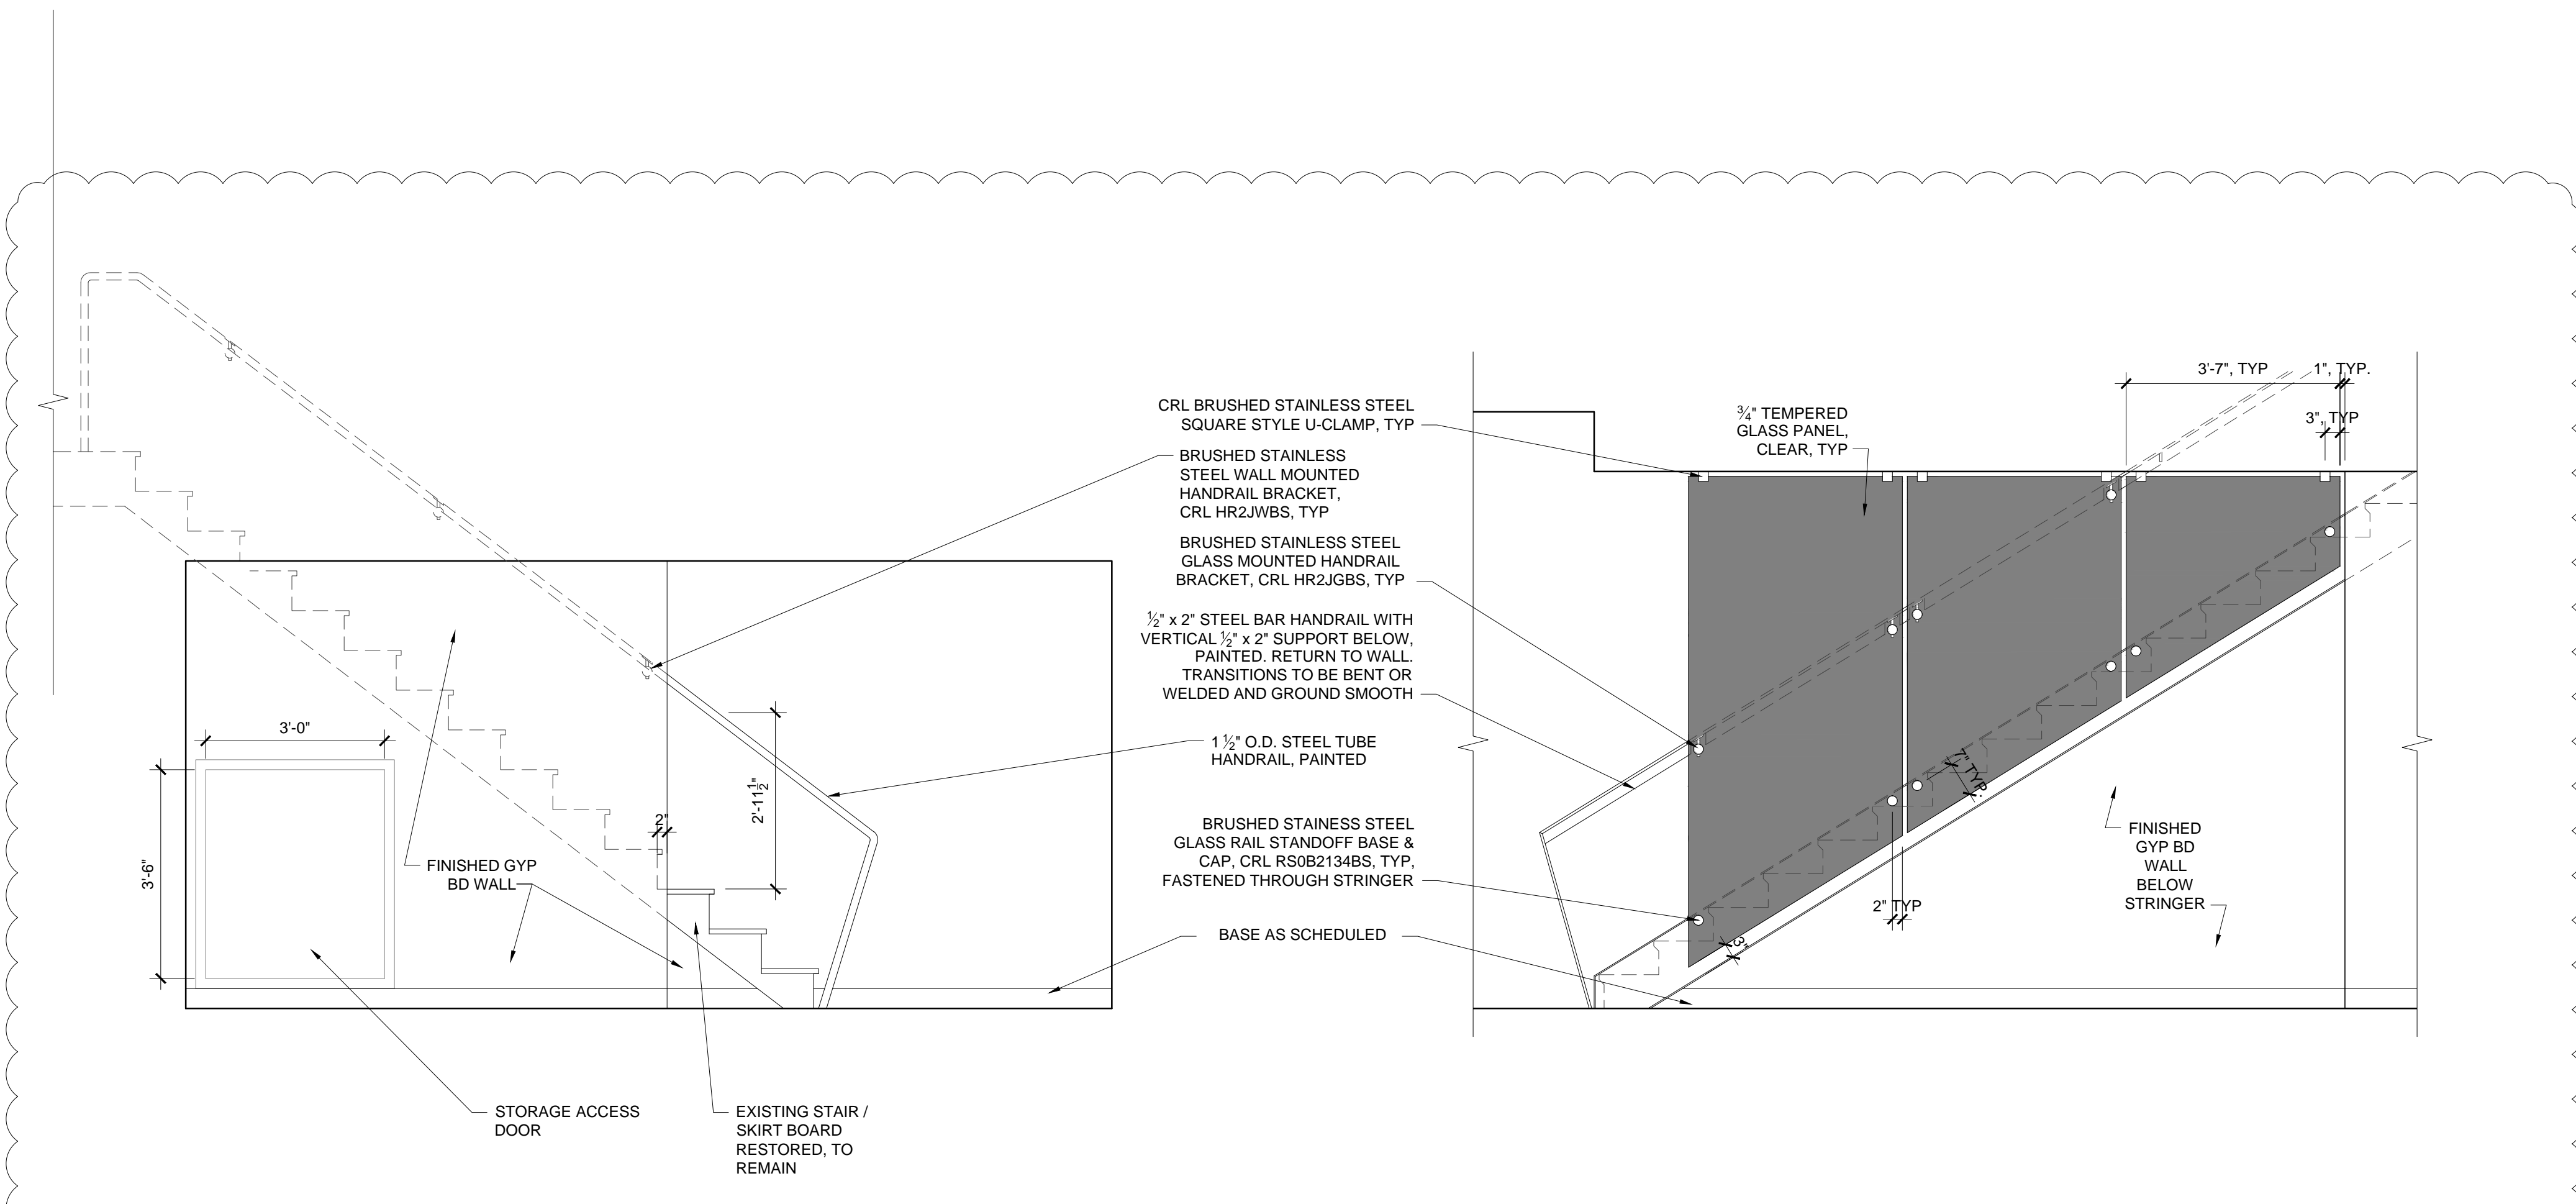 3'-7", TYP
1", TYP.
3", TYP
CRL BRUSHED STAINLESS STEEL
SQUARE STYLE U-CLAMP, TYP
¾" TEMPERED
GLASS PANEL,
CLEAR, TYP
BRUSHED STAINLESS
STEEL WALL MOUNTED
HANDRAIL BRACKET,
CRL HR2JWBS, TYP
BRUSHED STAINLESS STEEL
GLASS MOUNTED HANDRAIL
BRACKET, CRL HR2JGBS, TYP
½" x 2" STEEL BAR HANDRAIL WITH
VERTICAL ½" x 2" SUPPORT BELOW,
PAINTED. RETURN TO WALL.
TRANSITIONS TO BE BENT OR
WELDED AND GROUND SMOOTH
3'-0"
1 ½" O.D. STEEL TUBE
HANDRAIL, PAINTED
2'-11½"
7" TYP.
2"
BRUSHED STAINESS STEEL
GLASS RAIL STANDOFF BASE &
CAP, CRL RS0B2134BS, TYP,
FASTENED THROUGH STRINGER
3'-6"
FINISHED GYP
BD WALL
FINISHED
GYP BD
WALL
BELOW
STRINGER
2" TYP
3"
BASE AS SCHEDULED
STORAGE ACCESS
DOOR
EXISTING STAIR /
SKIRT BOARD
RESTORED, TO
REMAIN